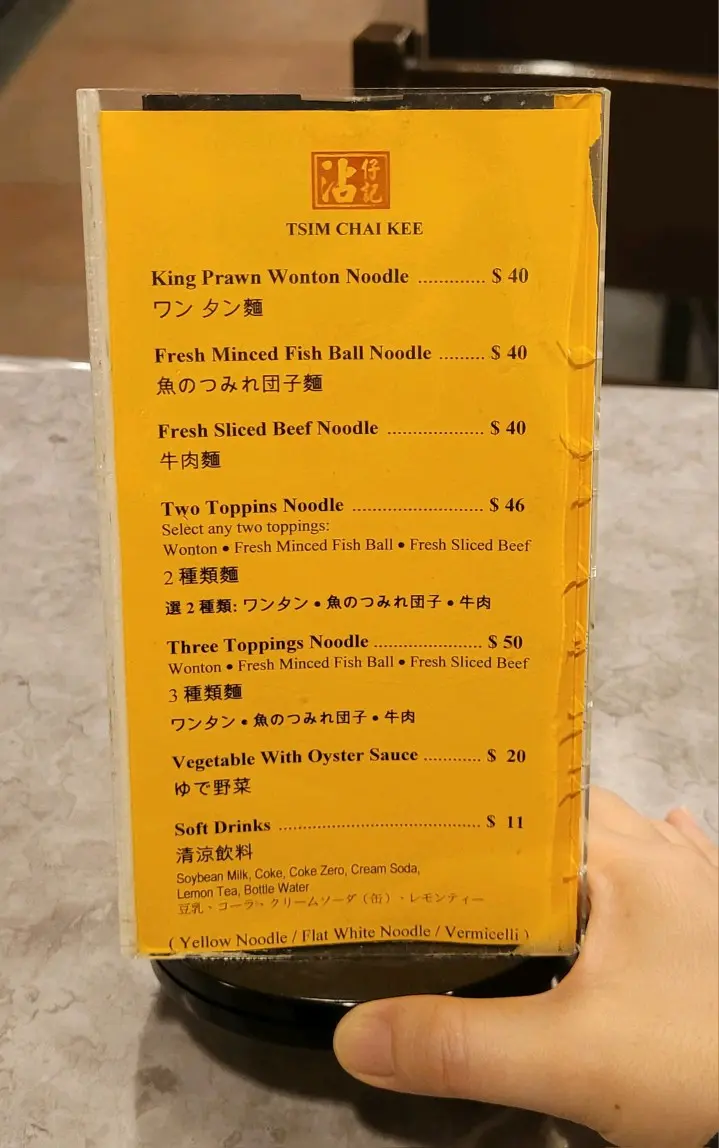 沾仔記
TSIM CHAI KEE
King Prawn Wonton Noodle ............. $ 40
ワン タン麵
Fresh Minced Fish Ball Noodle ......... $ 40
魚のつみれ団子麵
Fresh Sliced Beef Noodle ................... $ 40
牛肉麵
Two Toppins Noodle .......................... $ 46
Select any two toppings:
Wonton ● Fresh Minced Fish Ball ● Fresh Sliced Beef
2 種類麵
選 2 種類: ワンタン • 魚のつみれ団子 • 牛肉
Three Toppings Noodle ........................... $ 50
Wonton ● Fresh Minced Fish Ball ● Fresh Sliced Beef
3 種類麵
ワンタン • 魚のつみれ団子 • 牛肉
Vegetable With Oyster Sauce ............ $ 20
ゆで野菜
Soft Drinks .......................................... $ 11
清涼飲料
Soybean Milk, Coke, Coke Zero, Cream Soda,
Lemon Tea, Bottle Water
豆乳、コーラ、クリームソーダ（缶）、レモンティー
( Yellow Noodle / Flat White Noodle / Vermicelli )